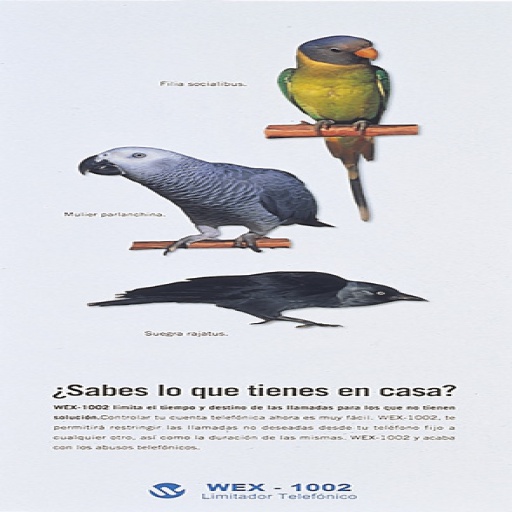 Filia socialibus.
Mulier parlanchina.
Suegra rajatus.
¿Sabes lo que tienes en casa?
WEX-1002 limita el tiempo y destino de las llamadas para los que no tienen
solución.Controlar tu cuenta telefónica ahora es muy fácil. WEX-1002, te
permitirá restringir las llamadas no deseadas desde tu teléfono fijo a
cualquier otro, así como la duración de las mismas. WEX-1002 y acaba
con los abusos telefónicos.
WEX - 1002
Limitador Telefónico